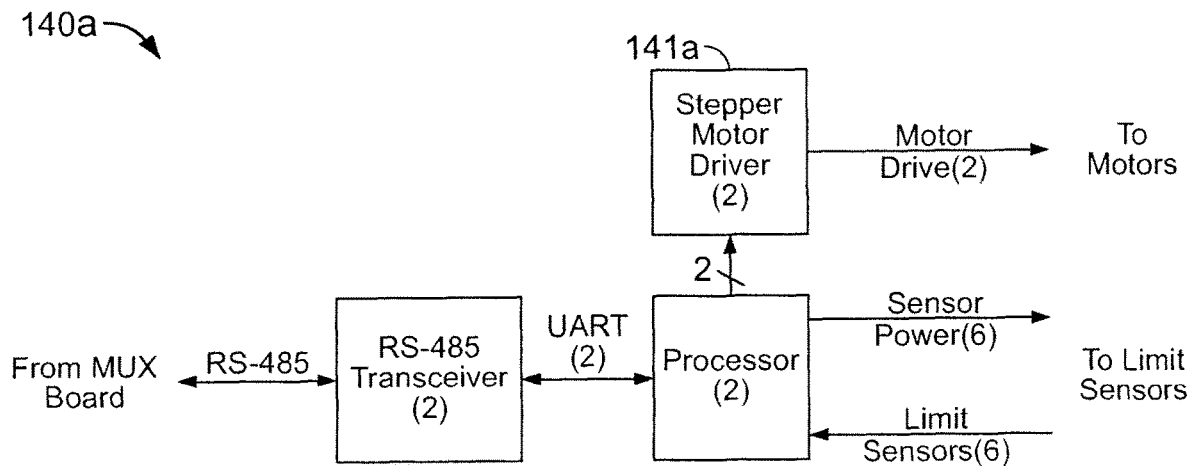 140a
141a
Stepper
Motor
Driver
(2)
Motor
Drive(2)
To
Motors
2
Sensor
Power(6)
From MUX
Board
RS-485
RS-485
Transceiver
(2)
UART
(2)
Processor
(2)
To Limit
Sensors
Limit
Sensors(6)